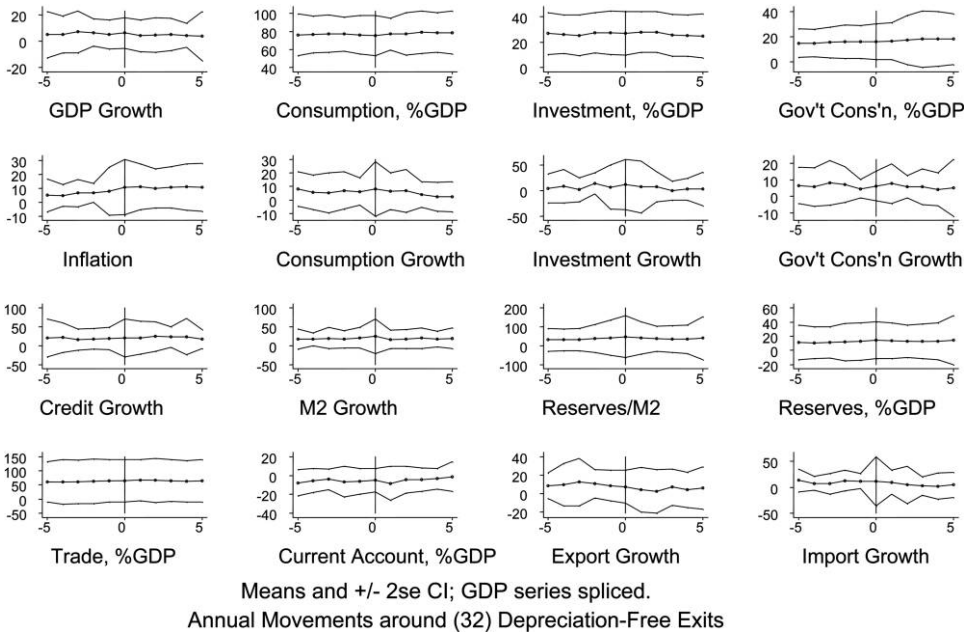 20
0
-20
-5 0 5
GDP Growth
100
80
60
40
-5 0 5
Consumption, %GDP
40
20
0
-5 0 5
Investment, %GDP
40
20
0
-5 0 5
Gov't Cons'n, %GDP
30
20
10
0
-10
-5 0 5
Inflation
30
20
10
0
-10
-5 0 5
Consumption Growth
50
0
-50
-5 0 5
Investment Growth
20
10
0
-10
-5 0 5
Gov't Cons'n Growth
100
50
0
-50
-5 0 5
Credit Growth
100
50
0
-50
-5 0 5
M2 Growth
200
100
0
-100
-5 0 5
Reserves/M2
60
40
20
0
-20
-5 0 5
Reserves, %GDP
150
100
50
0
-50
-5 0 5
Trade, %GDP
20
0
-20
-40
-5 0 5
Current Account, %GDP
40
20
0
-20
-5 0 5
Export Growth
50
0
-50
-5 0 5
Import Growth
Means and +/- 2se CI; GDP series spliced.
Annual Movements around (32) Depreciation-Free Exits